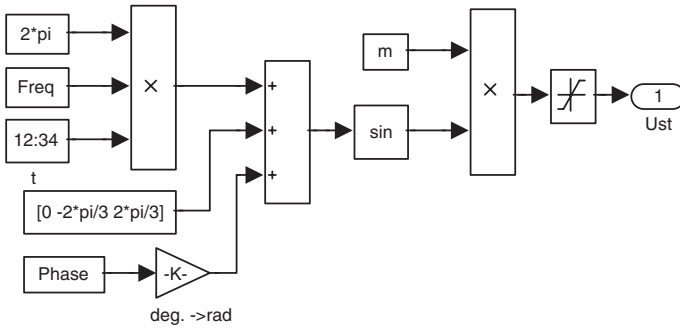 2*pi
Freq
12:34
t
×
[0 -2*pi/3 2*pi/3]
Phase
-K-
deg. ->rad
+
+
+
sin
m
×
1
Ust